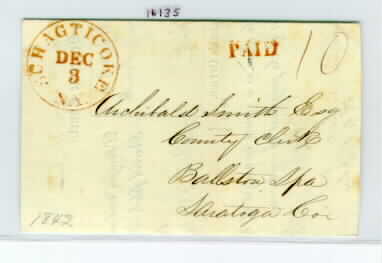 16135
SCHAGTICOKE
DEC
3
N.Y.
PAID
10
Archibald Smith Esq
County Clerk
Ballston Spa
Saratoga Co
1842